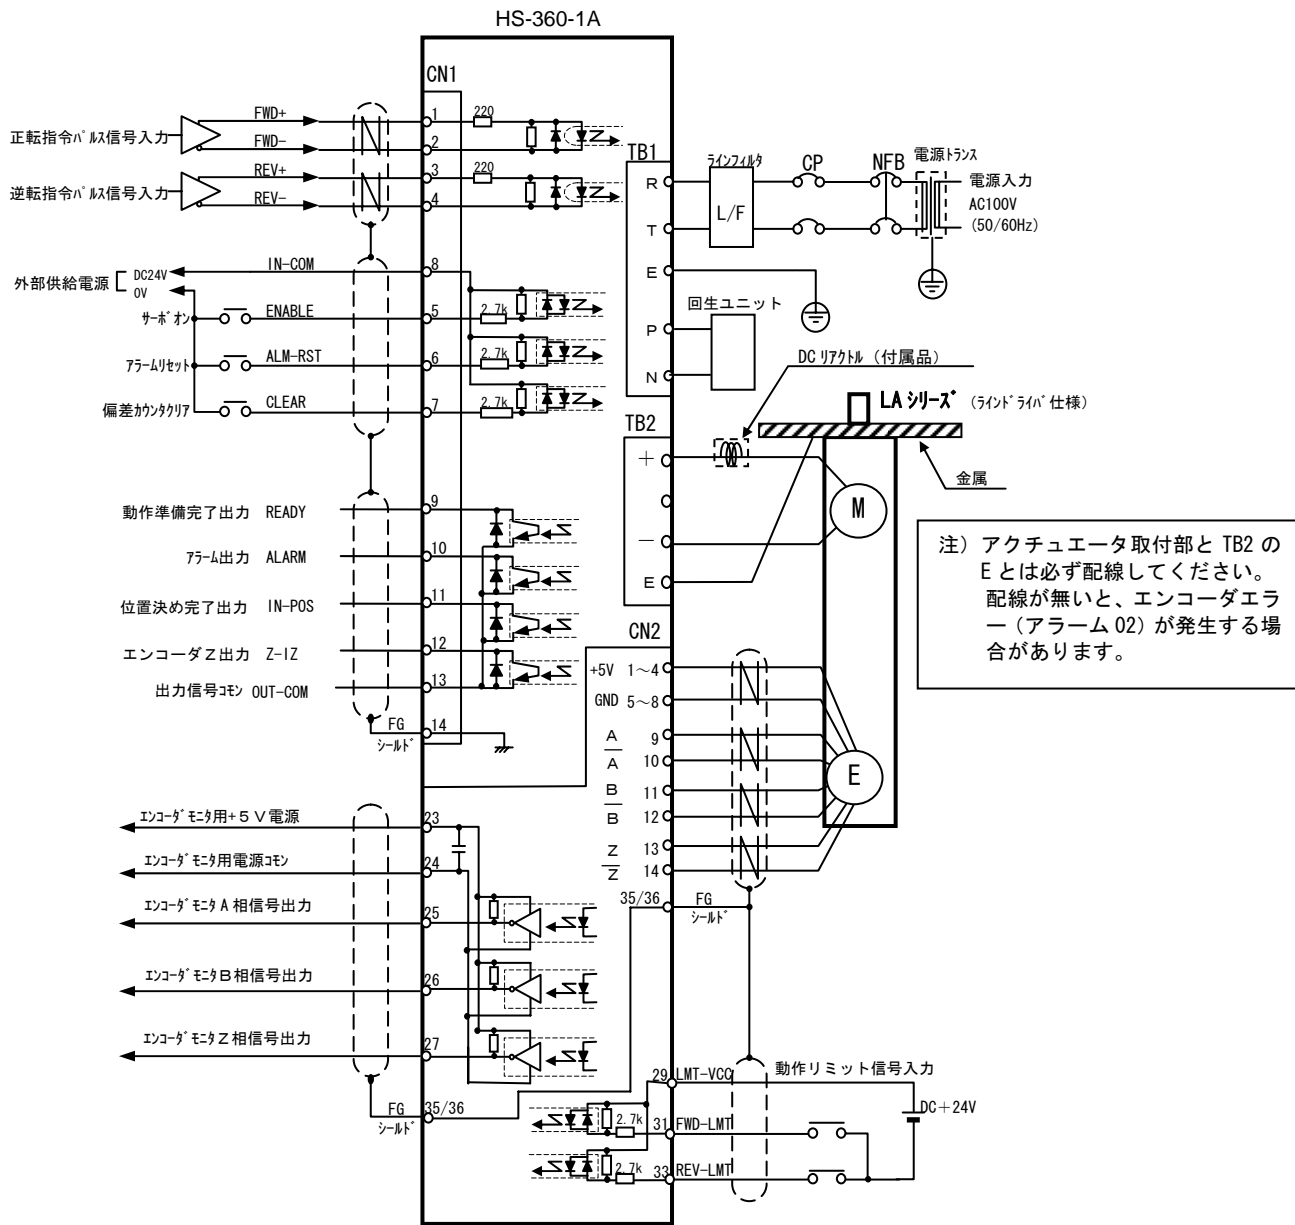 HS-360-1A
CN1
正転指令ﾊﾟﾙｽ信号入力
FWD+
1
220
FWD-
2
逆転指令ﾊﾟﾙｽ信号入力
REV+
3
220
REV-
4
外部供給電源
DC24V
0V
IN-COM
8
ｻｰﾎﾞｵﾝ
ENABLE
5
2.7k
ｱﾗｰﾑﾘｾｯﾄ
ALM-RST
6
2.7k
偏差ｶｳﾝﾀｸﾘｱ
CLEAR
7
2.7k
動作準備完了出力 READY
9
ｱﾗｰﾑ出力 ALARM
10
位置決め完了出力 IN-POS
11
エンコーダZ出力 Z-IZ
12
出力信号ｺﾓﾝ OUT-COM
13
FG
ｼｰﾙﾄﾞ
14
ｴﾝｺｰﾀﾞﾓﾆﾀ用+5V電源
23
ｴﾝｺｰﾀﾞﾓﾆﾀ用電源ｺﾓﾝ
24
ｴﾝｺｰﾀﾞﾓﾆﾀA相信号出力
25
ｴﾝｺｰﾀﾞﾓﾆﾀB相信号出力
26
ｴﾝｺｰﾀﾞﾓﾆﾀZ相信号出力
27
FG
ｼｰﾙﾄﾞ
35/36
TB1
R
T
E
P
N
ﾗｲﾝﾌｨﾙﾀ
L/F
CP
NFB
電源ﾄﾗﾝｽ
電源入力
AC100V
(50/60Hz)
回生ユニット
DC ﾘｱｸﾄﾙ (付属品)
TB2
+
−
E
LA ｼﾘｰｽﾞ (ﾗｲﾝﾄﾞﾗｲﾊﾞ仕様)
金属
M
注) アクチュエータ取付部と TB2 の
E とは必ず配線してください。
配線が無いと、エンコーダエラ
ー (アラーム 02) が発生する場
合があります。
CN2
+5V 1～4
GND 5～8
A 9
A̅ 10
B 11
B̅ 12
Z 13
Z̅ 14
E
35/36
FG
ｼｰﾙﾄﾞ
29
LMT-VCC
動作リミット信号入力
DC+24V
2.7k
31
FWD-LMT
2.7k
33
REV-LMT